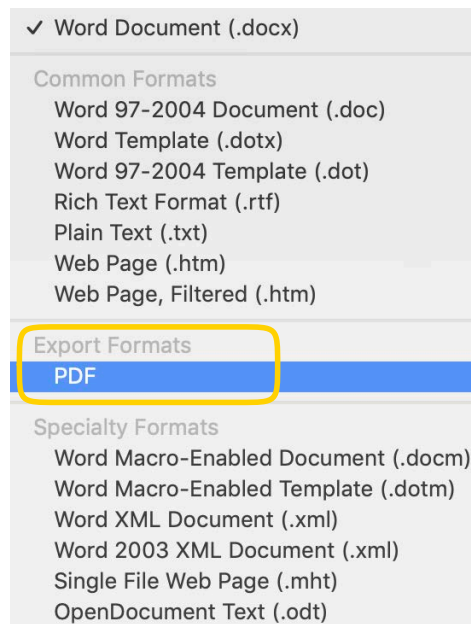 ✓ Word Document (.docx)
Common Formats
Word 97-2004 Document (.doc)
Word Template (.dotx)
Word 97-2004 Template (.dot)
Rich Text Format (.rtf)
Plain Text (.txt)
Web Page (.htm)
Web Page, Filtered (.htm)
Export Formats
PDF
Specialty Formats
Word Macro-Enabled Document (.docm)
Word Macro-Enabled Template (.dotm)
Word XML Document (.xml)
Word 2003 XML Document (.xml)
Single File Web Page (.mht)
OpenDocument Text (.odt)